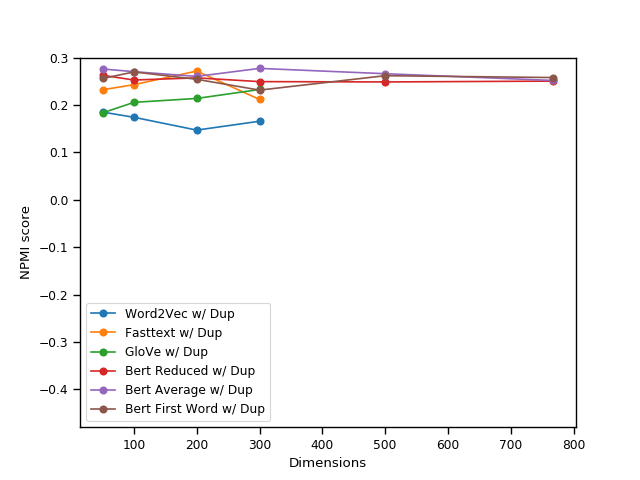 0.3
0.2
0.1
0.0
−0.1
−0.2
−0.3
−0.4
NPMI score
Word2Vec w/ Dup
Fasttext w/ Dup
GloVe w/ Dup
Bert Reduced w/ Dup
Bert Average w/ Dup
Bert First Word w/ Dup
100 200 300 400 500 600 700 800
Dimensions